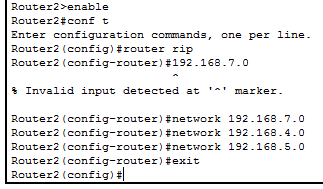 Router2>enable
Router2#conf t
Enter configuration commands, one per line.
Router2(config)#router rip
Router2(config-router)#192.168.7.0
^
% Invalid input detected at '^' marker.
Router2(config-router)#network 192.168.7.0
Router2(config-router)#network 192.168.4.0
Router2(config-router)#network 192.168.5.0
Router2(config-router)#exit
Router2(config)#